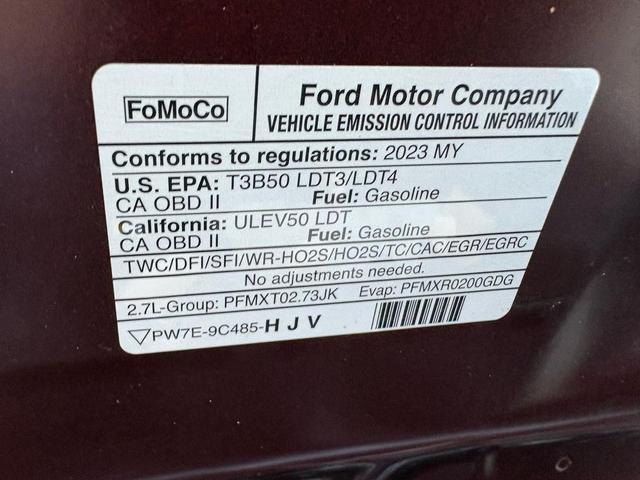 FoMoCo
Ford Motor Company
VEHICLE EMISSION CONTROL INFORMATION
Conforms to regulations: 2023 MY
U.S. EPA: T3B50 LDT3/LDT4
CA OBD II Fuel: Gasoline
California: ULEV50 LDT
CA OBD II Fuel: Gasoline
TWC/DFI/SFI/WR-HO2S/HO2S/TC/CAC/EGR/EGRC
No adjustments needed.
2.7L-Group: PFMXT02.73JK Evap: PFMXR0200GDG
PW7E-9C485-H J V